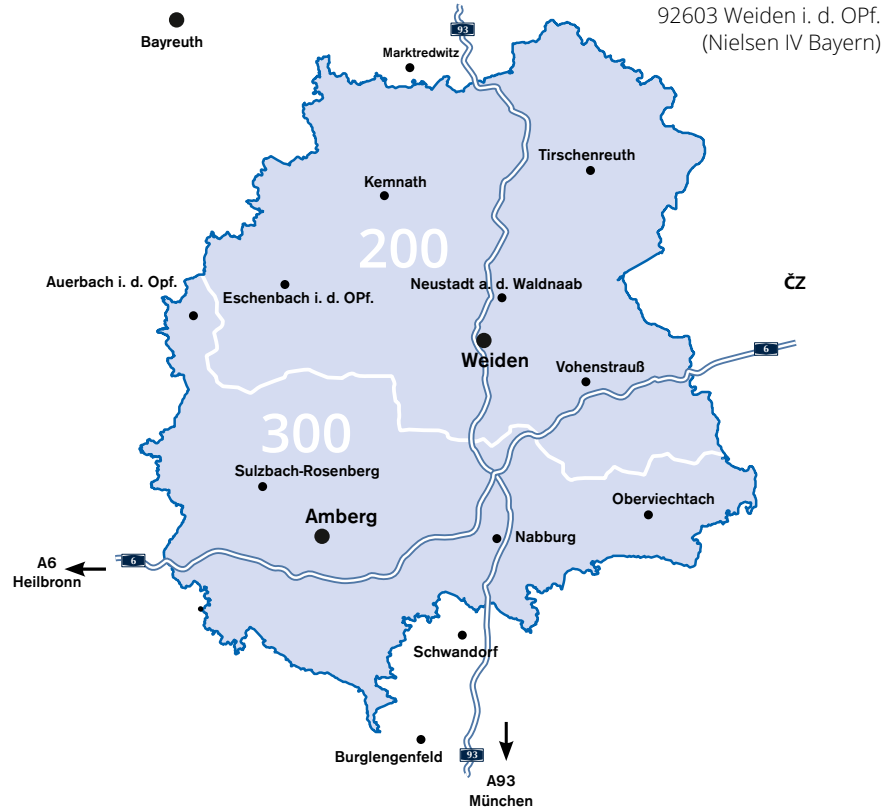 92603 Weiden i. d. OPf.
(Nielsen IV Bayern)
93
Bayreuth
Marktredwitz
Tirschenreuth
Kemnath
200
Auerbach i. d. Opf.
Eschenbach i. d. OPf.
Neustadt a. d. Waldnaab
ČZ
Weiden
6
Vohenstrauß
300
Sulzbach-Rosenberg
Oberviechtach
Amberg
Nabburg
A6
Heilbronn
6
Schwandorf
Burglengenfeld
93
A93
München